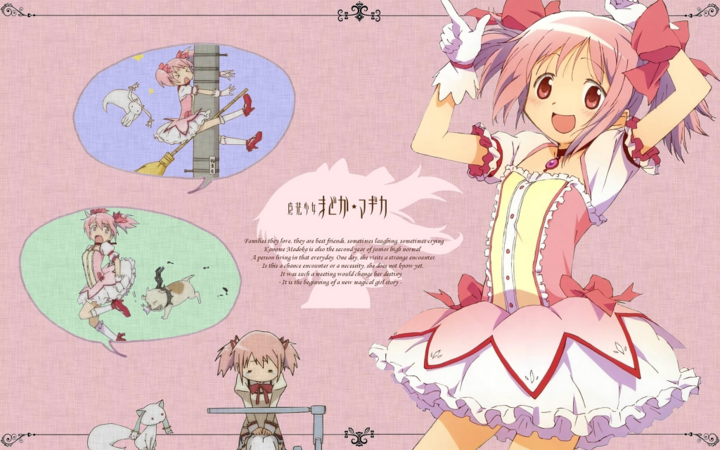 魔法少女まどか★マギカ
Families they love, they are best friends, sometimes laughing, sometimes crying
Kaname Madoka is also the second year of junior high normal
A person living in that everyday. One day, she visits a strange encounter
Is this a chance encounter or a necessity, she does not know yet.
It was such a meeting would change her destiny
- It is the beginning of a new magical girl story -